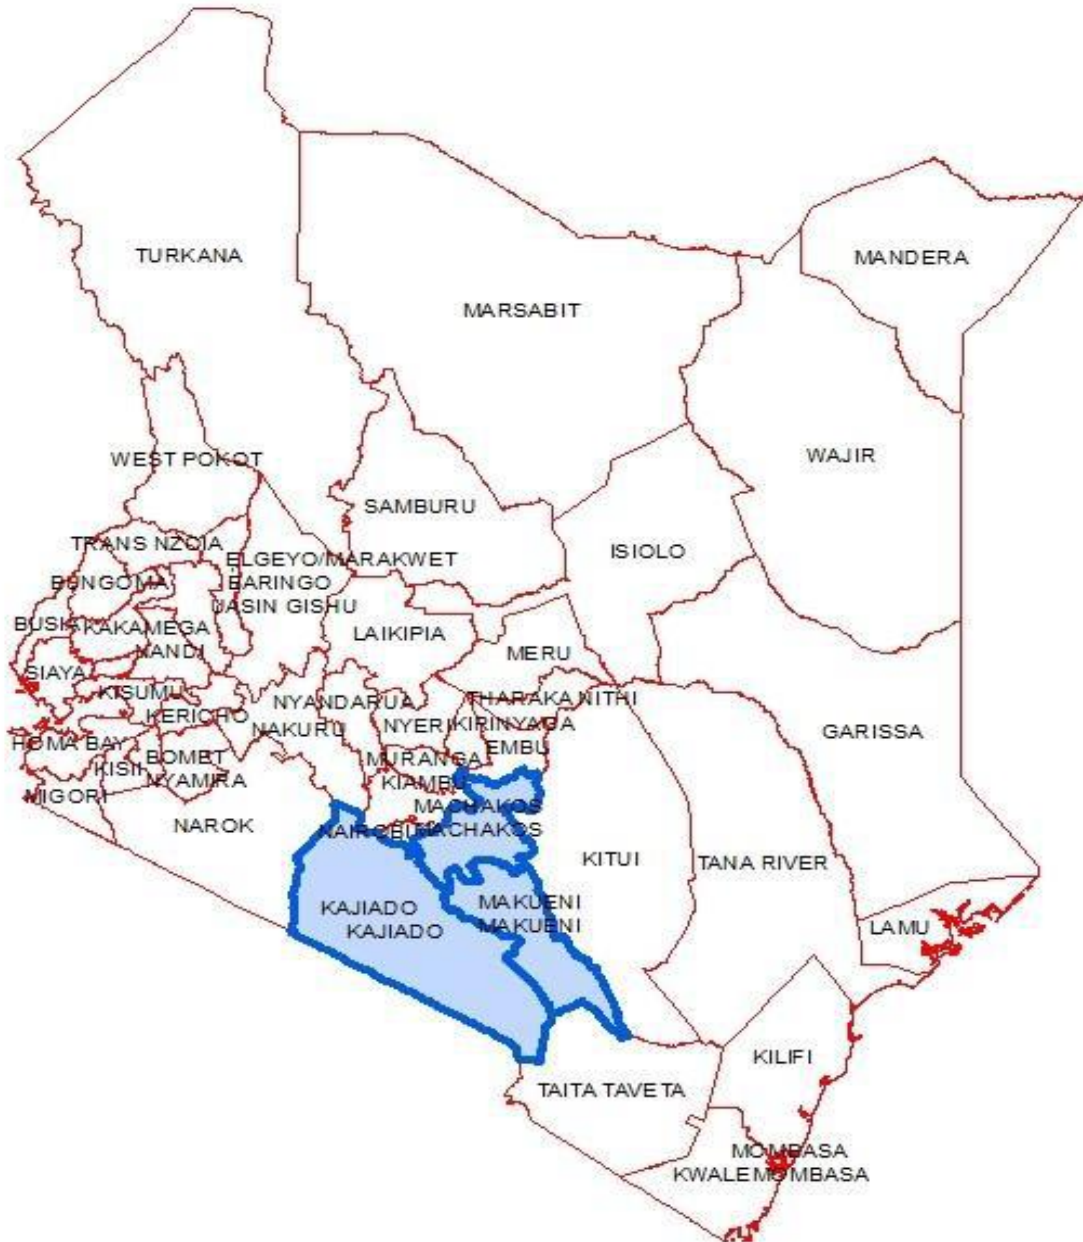 TURKANA
MANDERA
MARSABIT
WEST POKOT
WAJIR
SAMBURU
TRANS NZOIA
ISIOLO
ELGEYO/MARAKWET
BUNGOMA
BARINGO
UASIN GISHU
BUSIA
KAKAMEGA
LAIKIPIA
NANDI
MERU
SIAYA
KISUMU
THARAKA NITHI
NYANDARUA
KERICHO
NAKURU
NYERI
KIRINYAGA
GARISSA
HOMA BAY
EMBU
BOMET
MURANGA
KISII
NYAMIRA
KIAMBU
MIGORI
MACHAKOS
NAROK
NAIROBI
MACHAKOS
KITUI
TANA RIVER
MAKUENI
KAJIADO
MAKUENI
LAMU
KAJIADO
KILIFI
TAITA TAVETA
MOMBASA
KWALE
MOMBASA